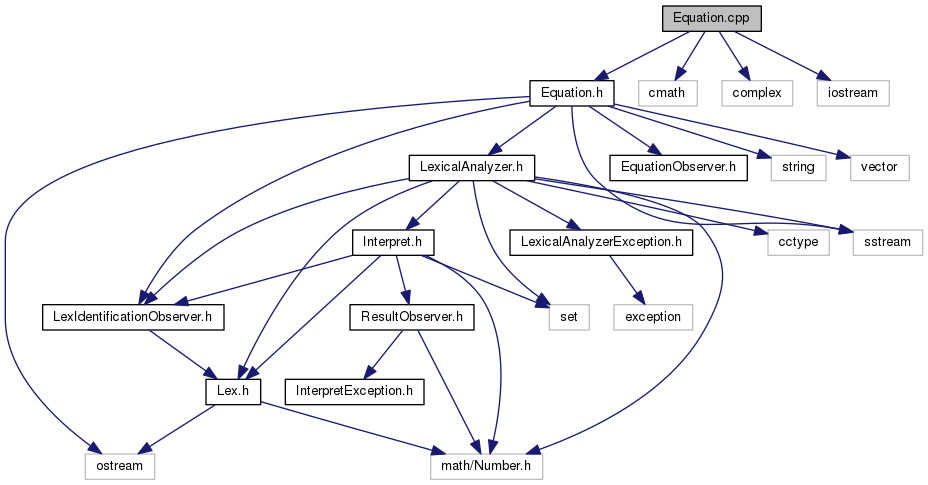 Equation.cpp
Equation.h
cmath
complex
iostream
LexicalAnalyzer.h
EquationObserver.h
string
vector
Interpret.h
LexicalAnalyzerException.h
cctype
sstream
LexIdentificationObserver.h
ResultObserver.h
set
exception
Lex.h
InterpretException.h
ostream
math/Number.h